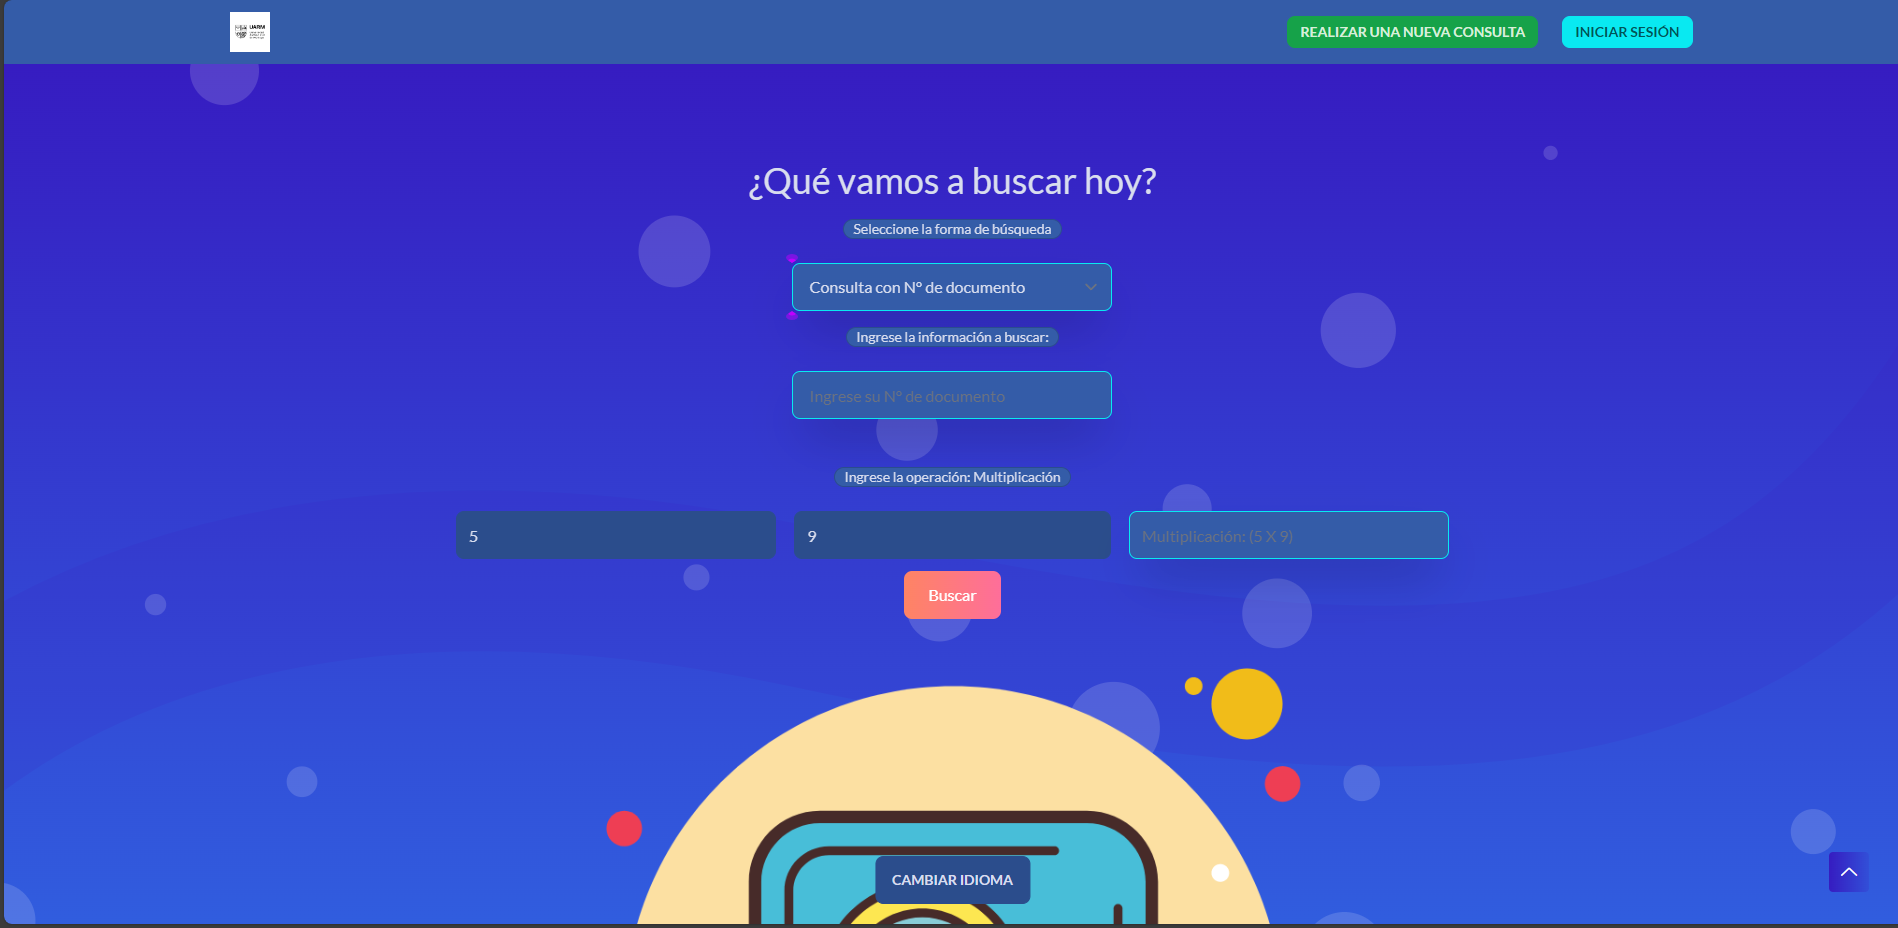 UARM
REALIZAR UNA NUEVA CONSULTA
INICIAR SESIÓN
¿Qué vamos a buscar hoy?
Seleccione la forma de búsqueda
Consulta con N° de documento
Ingrese la información a buscar:
Ingrese su N° de documento
Ingrese la operación: Multiplicación
5
9
Multiplicación: (5 X 9)
Buscar
CAMBIAR IDIOMA